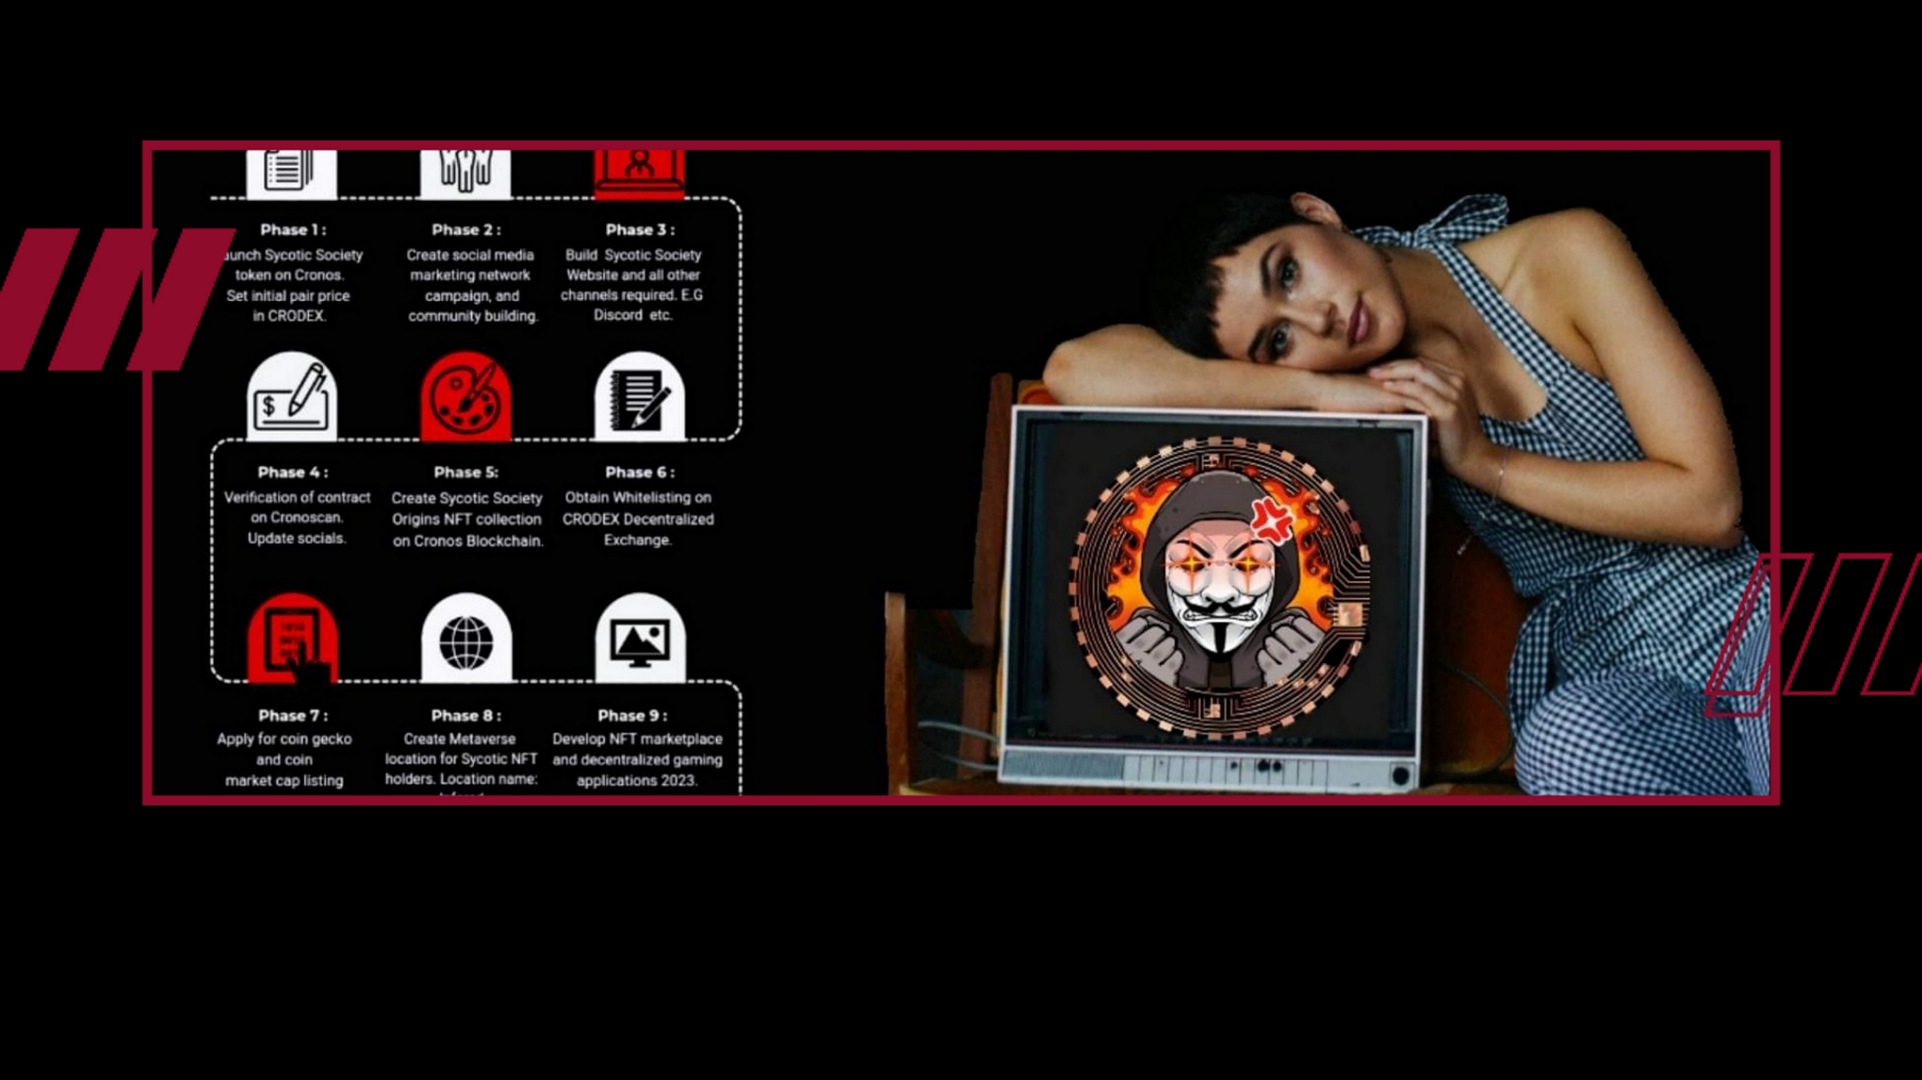 Phase 1 :
unch Sycotic Society
token on Cronos.
Set initial pair price
in CRODEX.
Phase 2 :
Create social media
marketing network
campaign, and
community building.
Phase 3 :
Build Sycotic Society
Website and all other
channels required. E.G
Discord etc.
$
Phase 4 :
Verification of contract
on Cronoscan.
Update socials.
Phase 5:
Create Sycotic Society
Origins NFT collection
on Cronos Blockchain.
Phase 6 :
Obtain Whitelisting on
CRODEX Decentralized
Exchange.
Phase 7 :
Apply for coin gecko
and coin
market cap listing
Phase 8 :
Create Metaverse
location for Sycotic NFT
holders. Location name:
Phase 9 :
Develop NFT marketplace
and decentralized gaming
applications 2023.